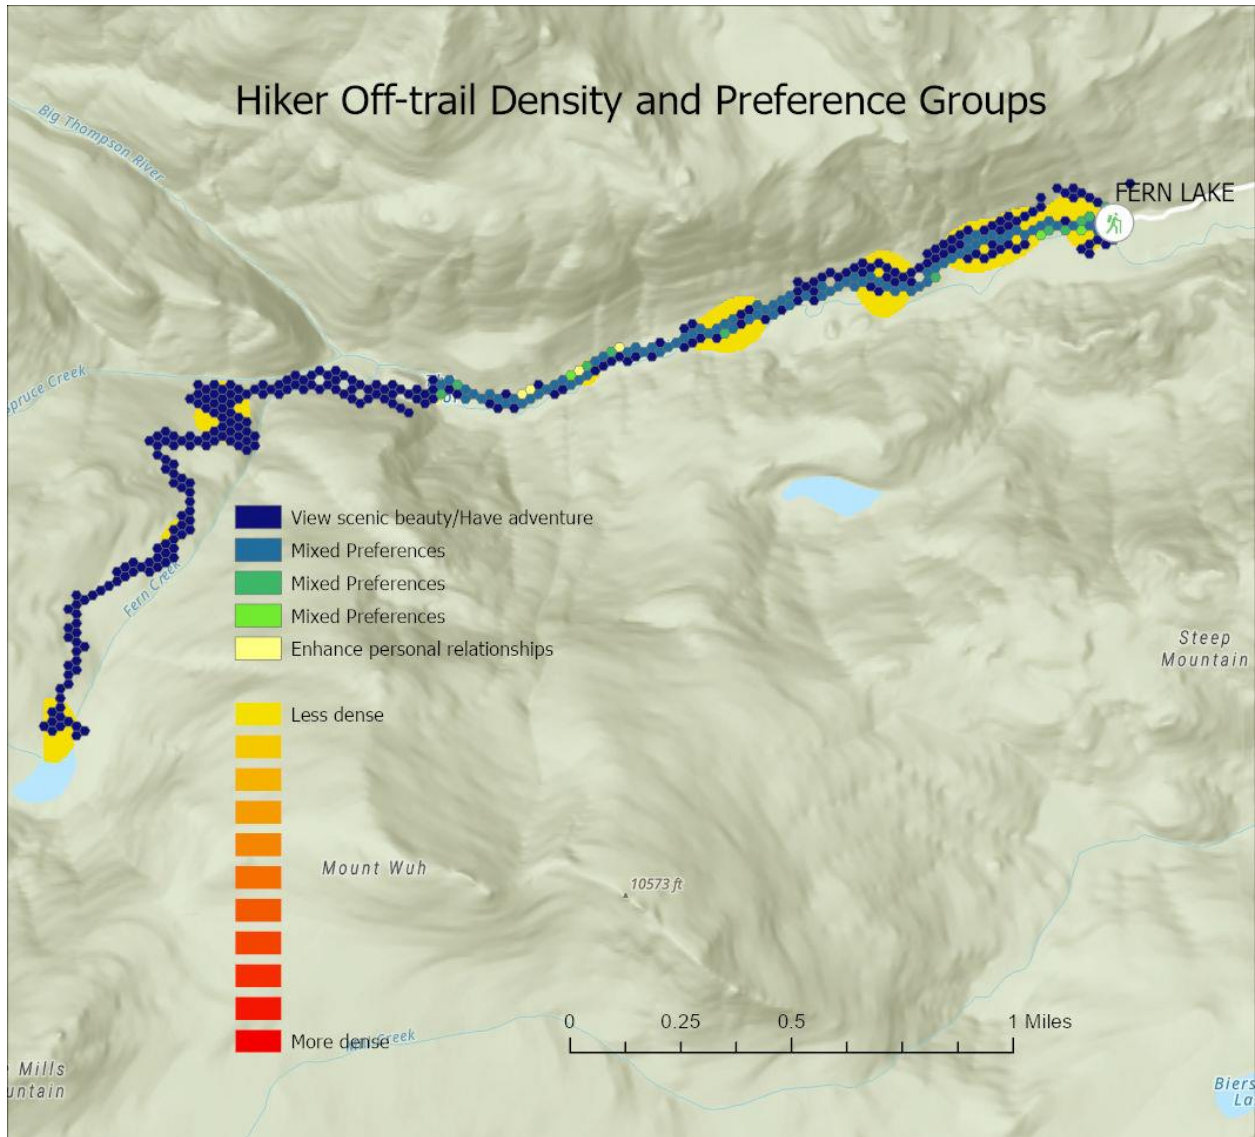 Hiker Off-trail Density and Preference Groups
Big Thompson River
FERN LAKE
Spruce Creek
Fern Creek
View scenic beauty/Have adventure
Mixed Preferences
Mixed Preferences
Mixed Preferences
Enhance personal relationships
Steep
Mountain
Less dense
Mount Wuh
10573 ft
0 0.25 0.5 1 Miles
More dense
Creek
Mills
untain
Biers
La